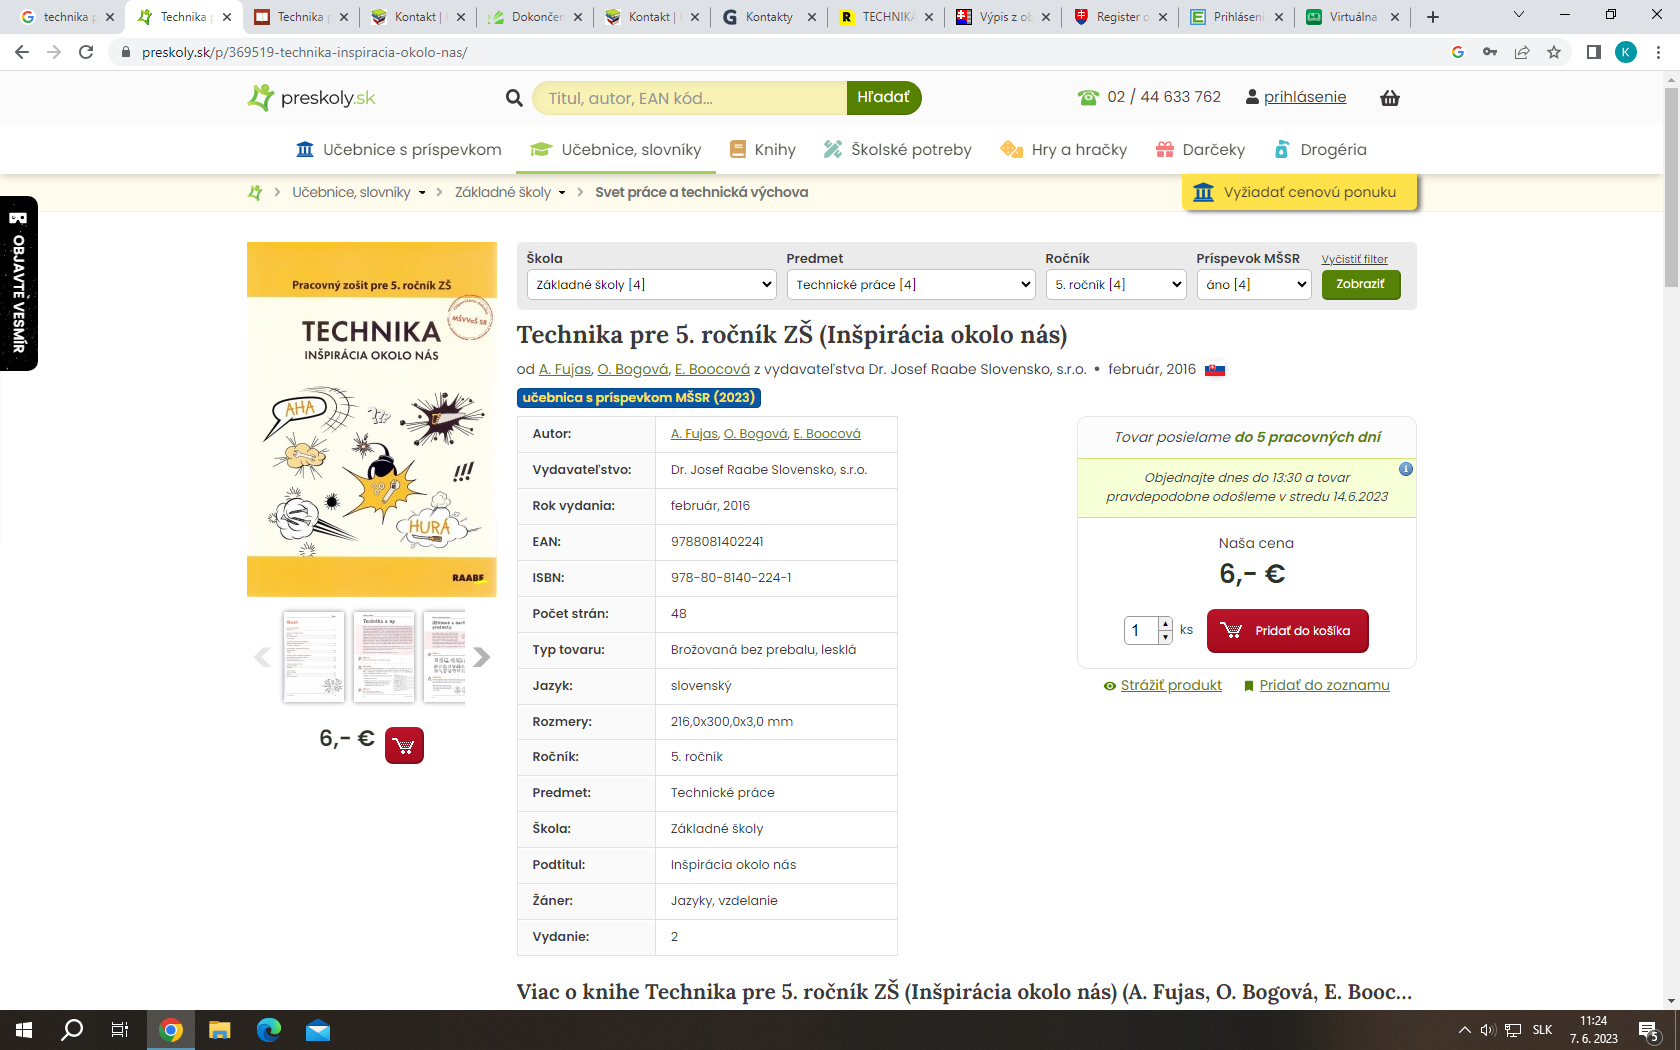 technika p
Technika p
Technika p
Kontakt |
Dokončen
Kontakt |
Kontakty
TECHNIKA
Výpis z ob
Register o
Prihláseni
Virtuálna
preskoly.sk/p/369519-technika-inspiracia-okolo-nas/
K
preskoly.sk
Titul, autor, EAN kód...
Hľadať
02 / 44 633 762
prihlásenie
Učebnice s príspevkom
Učebnice, slovníky
Knihy
Školské potreby
Hry a hračky
Darčeky
Drogéria
Učebnice, slovníky
Základné školy
Svet práce a technická výchova
Vyžiadať cenovú ponuku
OBJAVTE VESMÍR
Pracovný zošit pre 5. ročník ZŠ
MŠVVaŠ SR
TECHNIKA
INŠPIRÁCIA OKOLO NÁS
AHA
???
!!!
HURÁ
RAABE
Technika a my
6,- €
Škola
Predmet
Ročník
Príspevok MŠSR
Vyčistiť filter
Základné školy [4]
Technické práce [4]
5. ročník [4]
áno [4]
Zobraziť
Technika pre 5. ročník ZŠ (Inšpirácia okolo nás)
od A. Fujas, O. Bogová, E. Boocová z vydavateľstva Dr. Josef Raabe Slovensko, s.r.o. • február, 2016
učebnica s príspevkom MŠSR (2023)
Autor: A. Fujas, O. Bogová, E. Boocová
Vydavateľstvo: Dr. Josef Raabe Slovensko, s.r.o.
Rok vydania: február, 2016
EAN: 9788081402241
ISBN: 978-80-8140-224-1
Počet strán: 48
Typ tovaru: Brožovaná bez prebalu, lesklá
Jazyk: slovenský
Rozmery: 216,0x300,0x3,0 mm
Ročník: 5. ročník
Predmet: Technické práce
Škola: Základné školy
Podtitul: Inšpirácia okolo nás
Žáner: Jazyky, vzdelanie
Vydanie: 2
Tovar posielame do 5 pracovných dní
Objednajte dnes do 13:30 a tovar
pravdepodobne odošleme v stredu 14.6.2023
Naša cena
6,- €
1
ks
Pridať do košíka
Strážiť produkt
Pridať do zoznamu
Viac o knihe Technika pre 5. ročník ZŠ (Inšpirácia okolo nás) (A. Fujas, O. Bogová, E. Booc...
SLK
11:24
7. 6. 2023
5